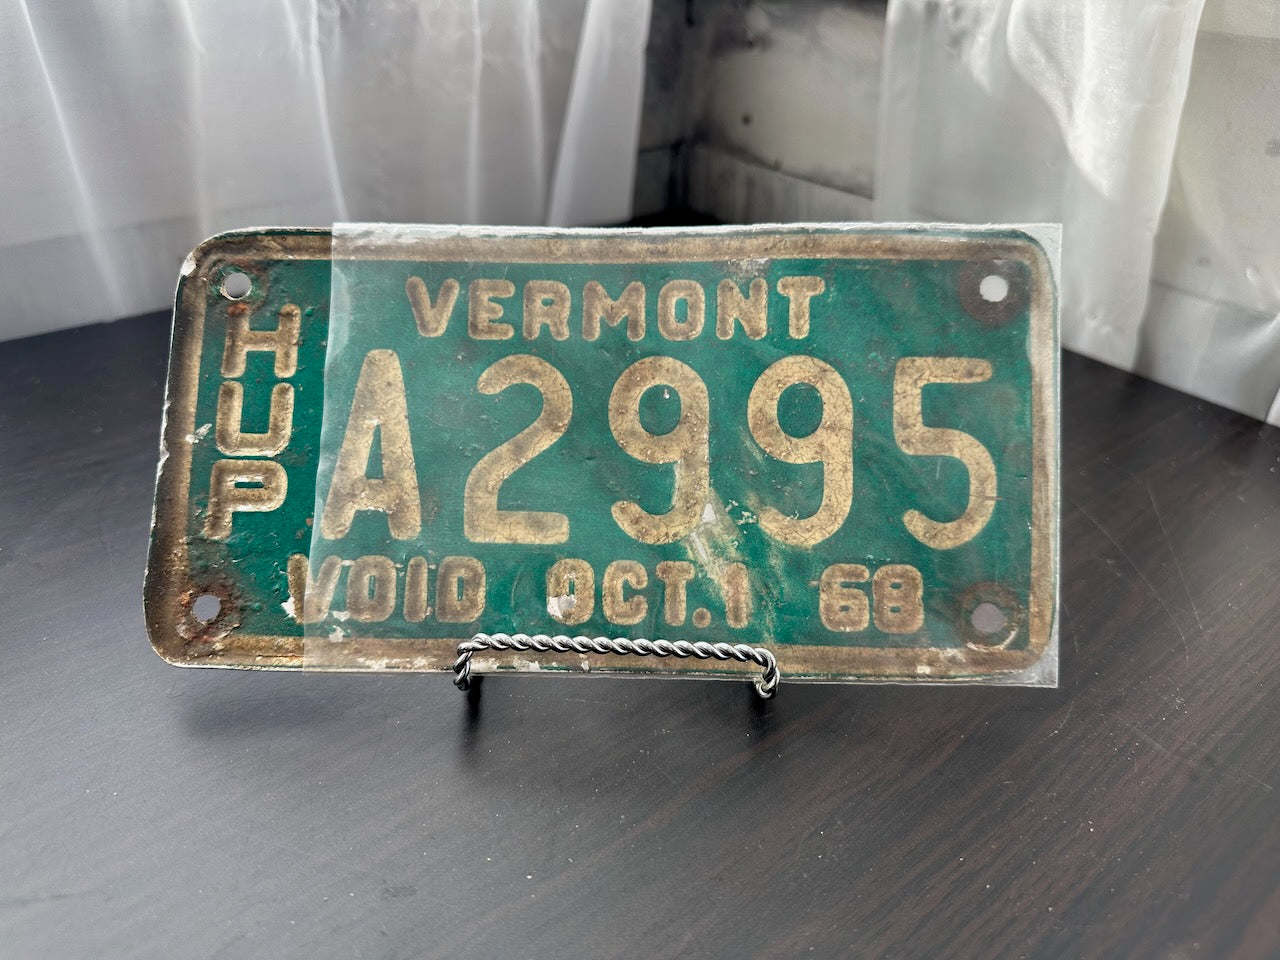 VERMONT
HUP
A2995
VOID OCT.1 68